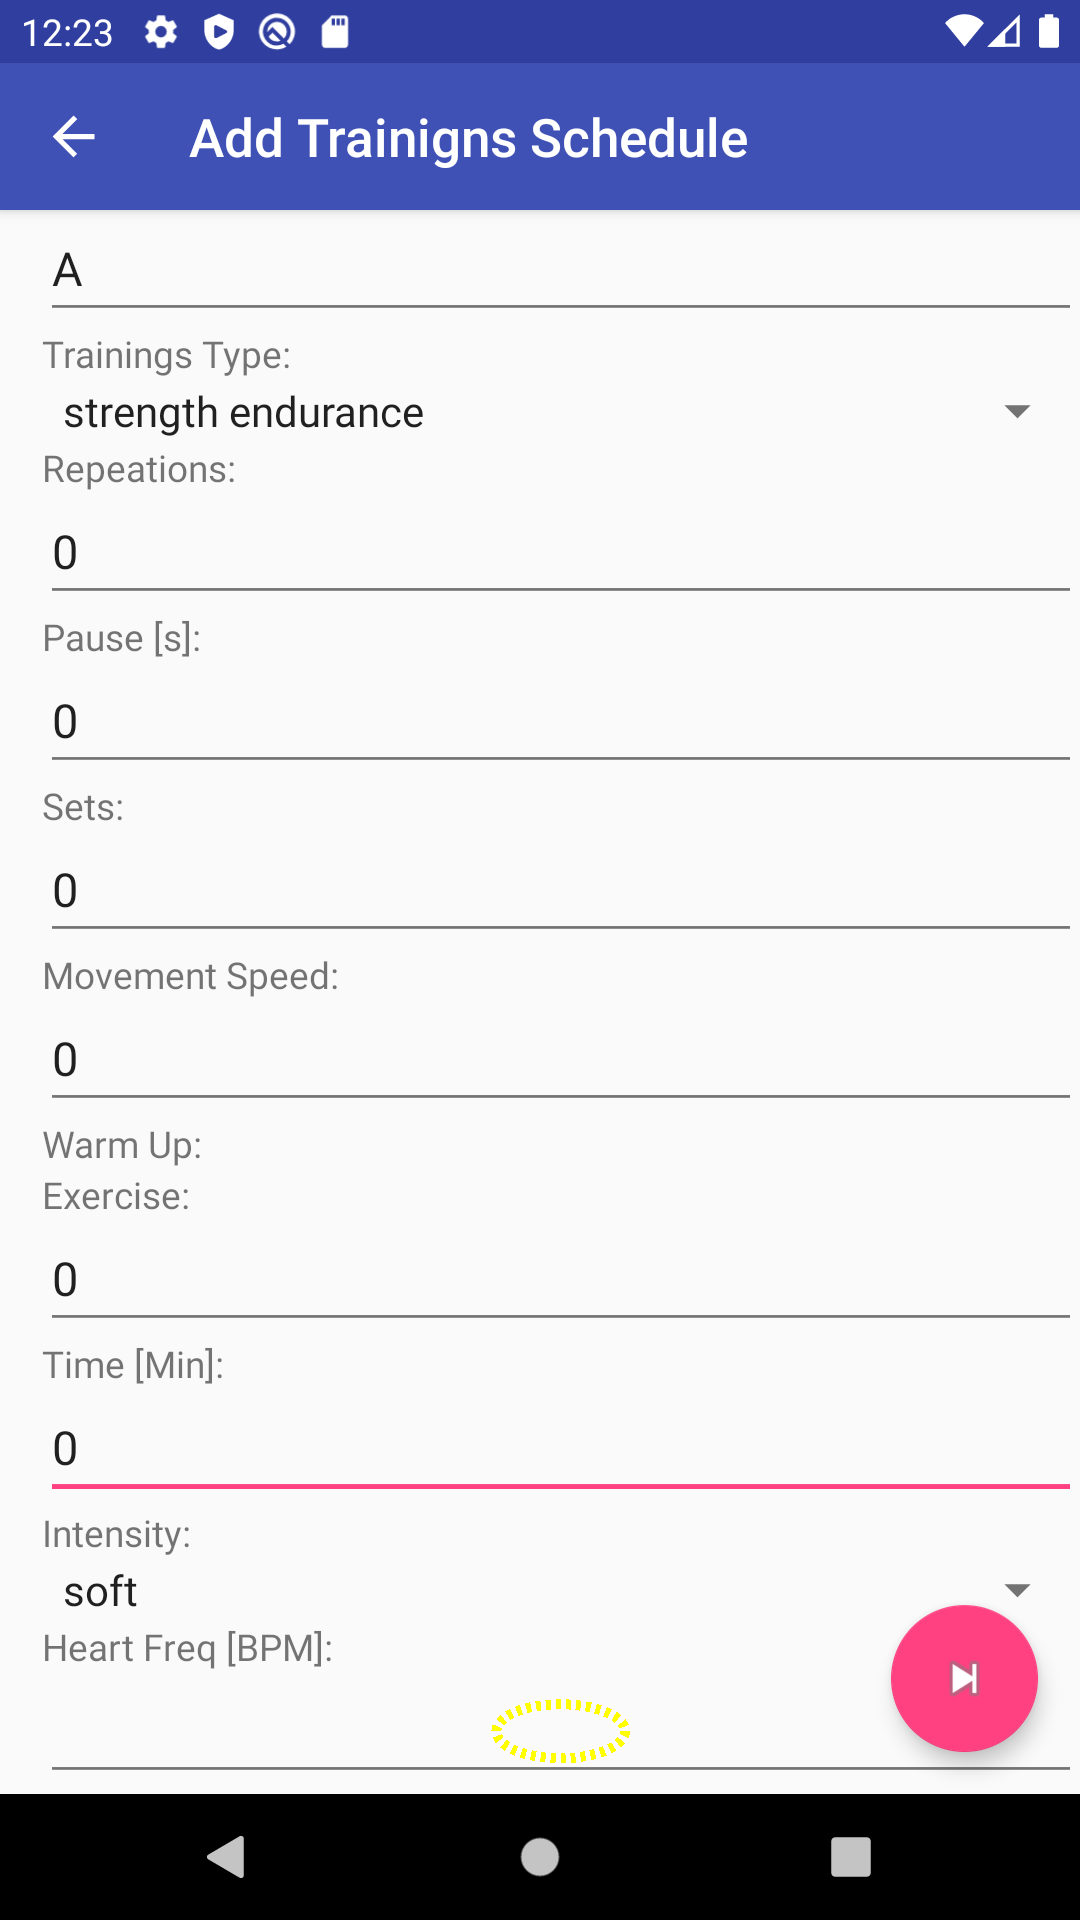 12:23
Add Trainigns Schedule
A
Trainings Type:
strength endurance
Repeations:
0
Pause [s]:
0
Sets:
0
Movement Speed:
0
Warm Up:
Exercise:
0
Time [Min]:
0
Intensity:
soft
Heart Freq [BPM]: